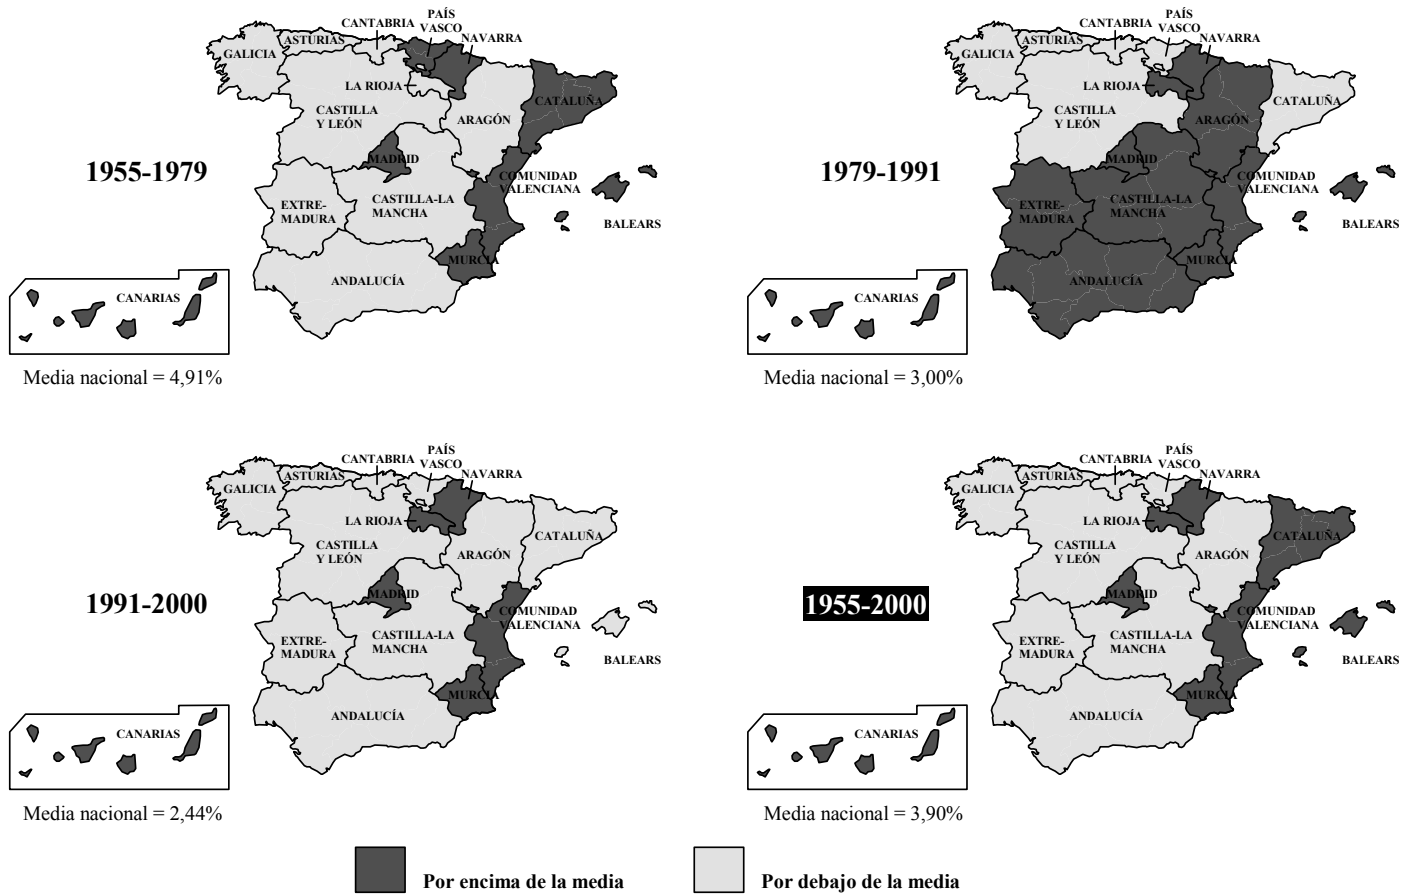 PAÍS
VASCO
CANTABRIA
NAVARRA
ASTURIAS
GALICIA
LA RIOJA
CATALUÑA
CASTILLA
Y LEÓN
ARAGÓN
MADRID
1955-1979
COMUNIDAD
VALENCIANA
EXTRE-
MADURA
CASTILLA-LA
MANCHA
BALEARS
MURCIA
ANDALUCÍA
CANARIAS
Media nacional = 4,91%
PAÍS
VASCO
CANTABRIA
NAVARRA
ASTURIAS
GALICIA
LA RIOJA
CATALUÑA
CASTILLA
Y LEÓN
ARAGÓN
MADRID
1979-1991
COMUNIDAD
VALENCIANA
EXTRE-
MADURA
CASTILLA-LA
MANCHA
BALEARS
MURCIA
ANDALUCÍA
CANARIAS
Media nacional = 3,00%
PAÍS
VASCO
CANTABRIA
NAVARRA
ASTURIAS
GALICIA
LA RIOJA
CATALUÑA
CASTILLA
Y LEÓN
ARAGÓN
MADRID
1991-2000
COMUNIDAD
VALENCIANA
EXTRE-
MADURA
CASTILLA-LA
MANCHA
BALEARS
MURCIA
ANDALUCÍA
CANARIAS
Media nacional = 2,44%
PAÍS
VASCO
CANTABRIA
NAVARRA
ASTURIAS
GALICIA
LA RIOJA
CATALUÑA
CASTILLA
Y LEÓN
ARAGÓN
MADRID
1955-2000
COMUNIDAD
VALENCIANA
EXTRE-
MADURA
CASTILLA-LA
MANCHA
BALEARS
MURCIA
ANDALUCÍA
CANARIAS
Media nacional = 3,90%
Por encima de la media
Por debajo de la media